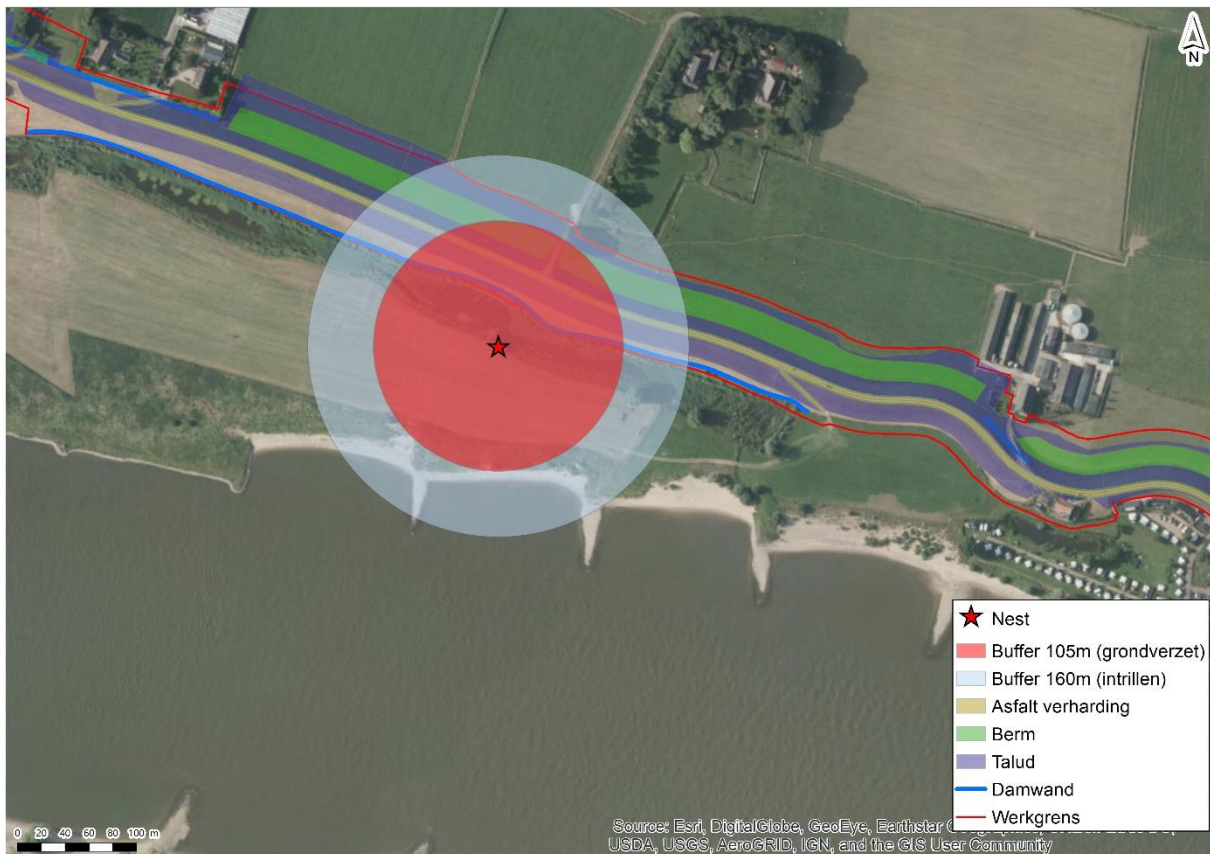 N
Nest
Buffer 105m (grondverzet)
Buffer 160m (intrillen)
Asfalt verharding
Berm
Talud
Damwand
Werkgrens
0 20 40 60 80 100 m
Source: Esri, DigitalGlobe, GeoEye, Earthstar
USDA, USGS, AeroGRID, IGN, and the GIS User Community